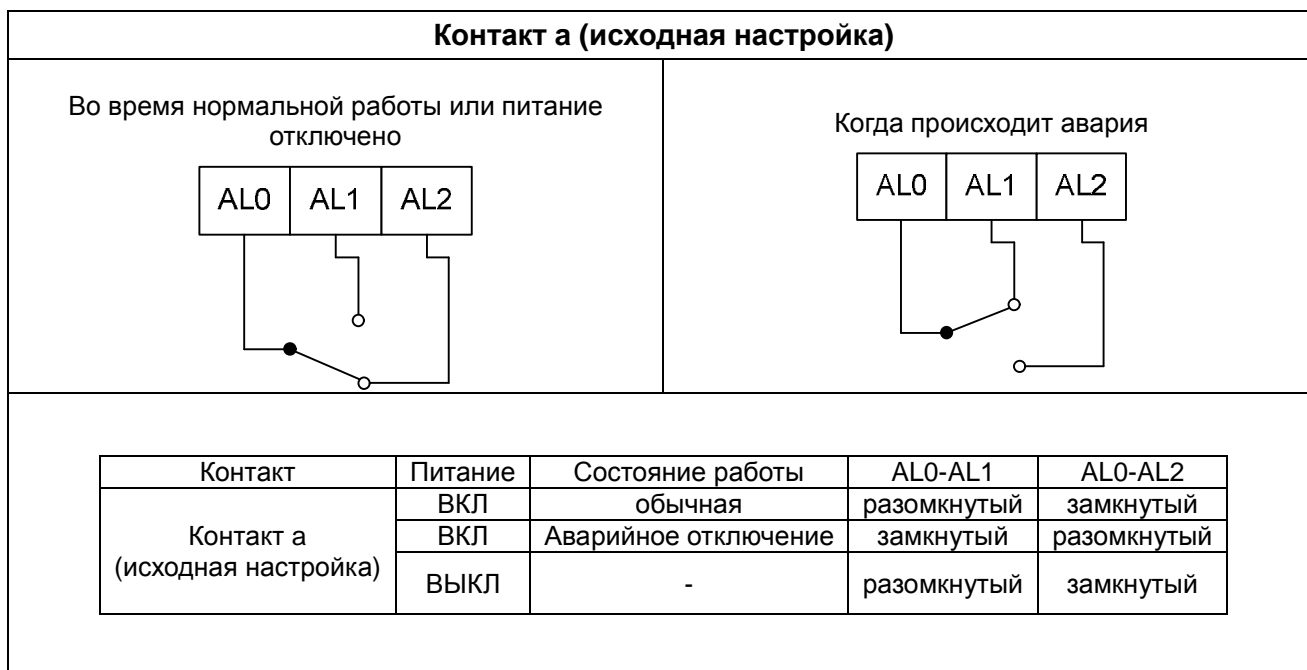 Контакт а (исходная настройка)
Во время нормальной работы или питание
отключено
AL0 AL1 AL2
Когда происходит авария
AL0 AL1 AL2
Контакт Питание Состояние работы AL0-AL1 AL0-AL2
Контакт а
(исходная настройка)
ВКЛ обычная разомкнутый замкнутый
ВКЛ Аварийное отключение замкнутый разомкнутый
ВЫКЛ - разомкнутый замкнутый